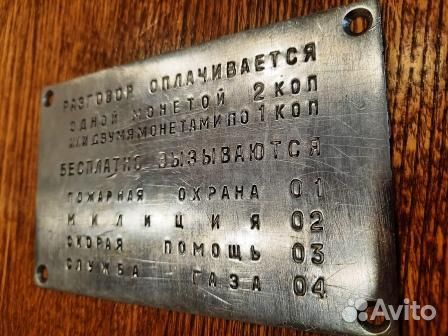 РАЗГОВОР ОПЛАЧИВАЕТСЯ
ОДНОЙ МОНЕТОЙ 2 КОП
ИЛИ ДВУМЯ МОНЕТАМИ ПО 1 КОП
БЕСПЛАТНО ВЫЗЫВАЮТСЯ
ПОЖАРНАЯ ОХРАНА 01
МИЛИЦИЯ 02
СКОРАЯ ПОМОЩЬ 03
СЛУЖБА ГАЗА 04
Avito